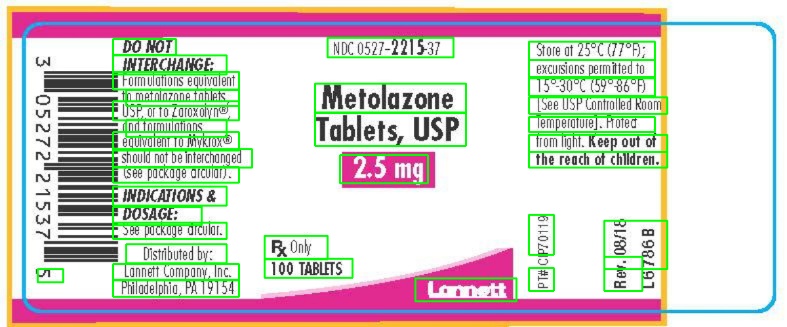 DO NOT
INTERCHANGE:
Formulations equivalent
to metolazone tablets,
USP, or to Zaroxolyn®,
and formulations
equivalent to Mykrox®
should not be interchanged
(see package circular).
INDICATIONS &
DOSAGE:
See package circular.
Distributed by:
Lannett Company, Inc.
Philadelphia, PA 19154
3 05272 21537 5
NDC 0527-2215-37
Metolazone
Tablets, USP
2.5 mg
Rx Only
100 TABLETS
Lannett
Store at 25°C (77°F);
excursions permitted to
15°-30°C (59°-86°F)
[See USP Controlled Room
Temperature]. Protect
from light. Keep out of
the reach of children.
PT# CIP70119
Rev. 08/18
L6786B